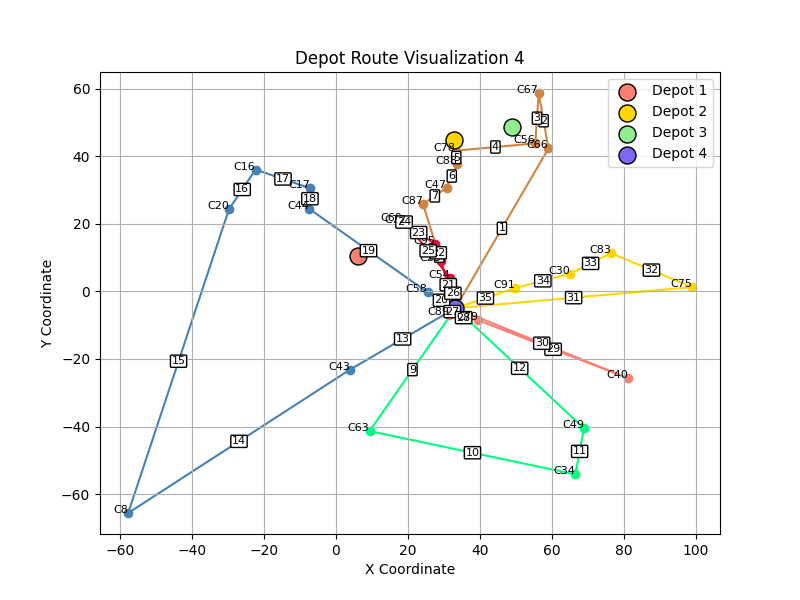 Depot Route Visualization 4
Depot 1
Depot 2
Depot 3
Depot 4
Y Coordinate
60
40
20
0
−20
−40
−60
−60
−40
−20
0
20
40
60
80
100
X Coordinate
C67
3
2
C56
C66
4
C78
5
C88
6
C47
7
C87
1
C16
17
C17
16
18
C20
C44
19
24
23
25
C83
33
32
C30
34
C75
C91
35
31
C58
21
20
26
C89
27
C43
13
15
14
C8
9
C63
10
12
30
29
C40
C49
11
C34